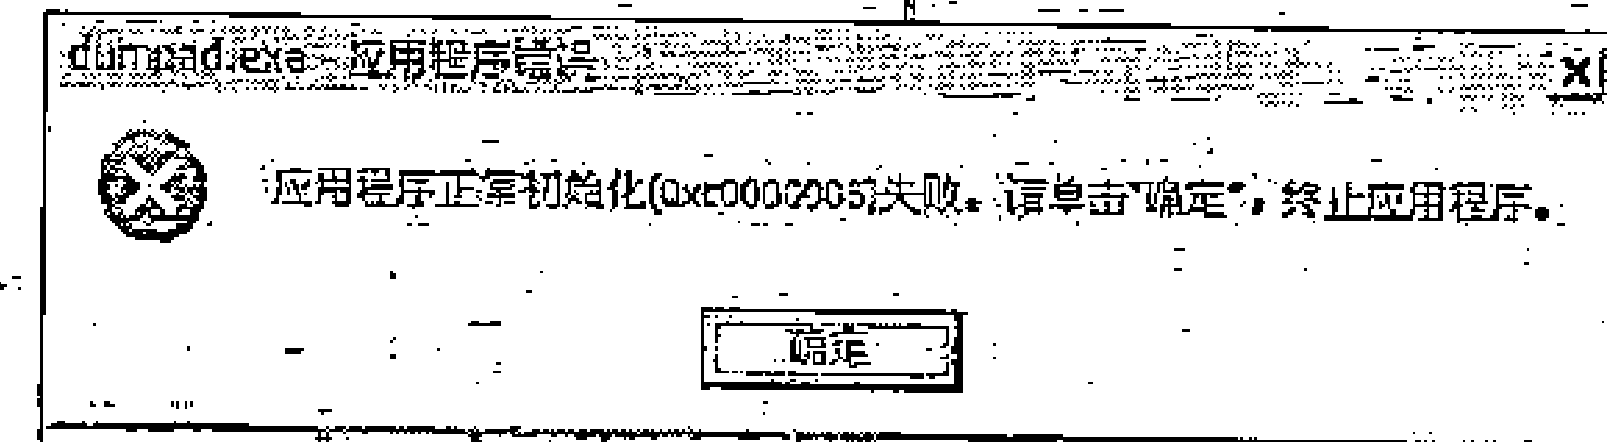 dumpad.exe - 应用程序错误
应用程序正常初始化(0xc0000005)失败。请单击“确定”，终止应用程序。
确定